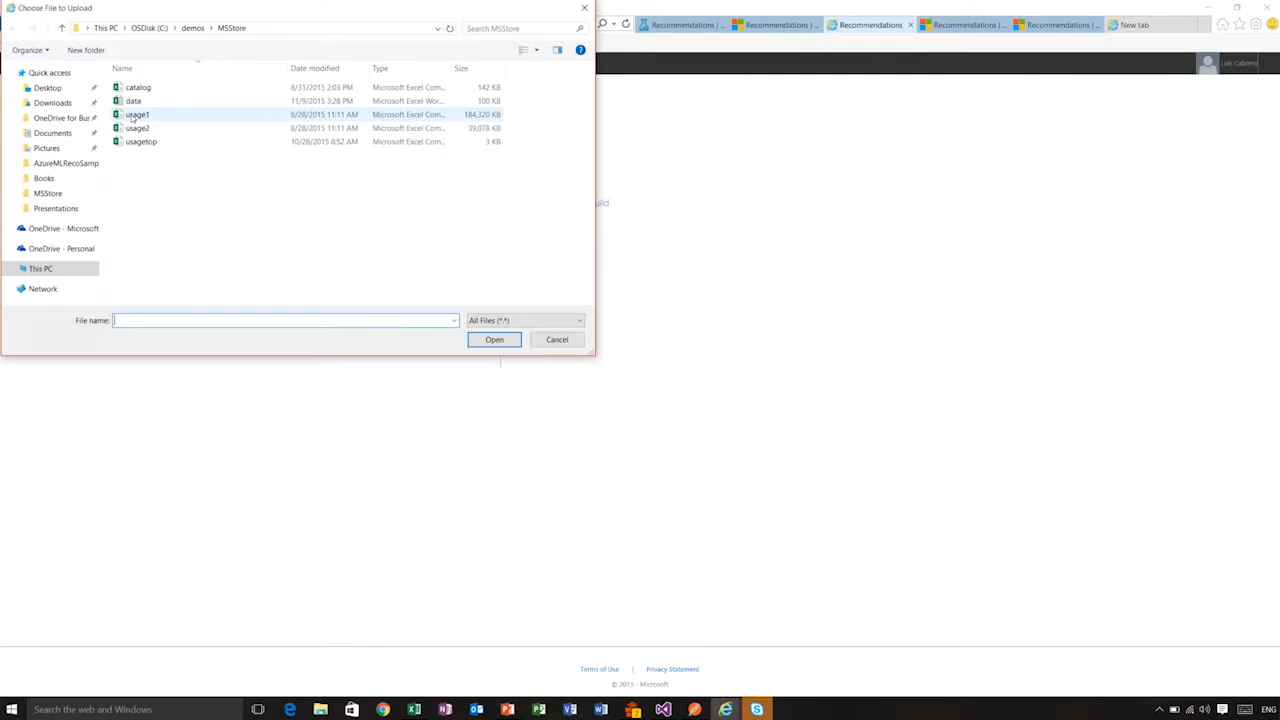 Choose File to Upload
This PC > OSDisk (C:) > demos > MSStore
Search MSStore
Recommendations |...
Recommendations |...
Recommendations
Recommendations |...
Recommendations |...
New tab
Organize
New folder
Luis Cabrera
Name
Date modified
Type
Size
Quick access
Desktop
Downloads
OneDrive for Bus
Documents
Pictures
AzureMLRecoSamp
Books
MSStore
Presentations
OneDrive - Microsoft
OneDrive - Personal
This PC
Network
catalog 8/31/2015 2:03 PM Microsoft Excel Com... 142 KB
data 11/9/2015 3:28 PM Microsoft Excel Wor... 100 KB
usage1 8/28/2015 11:11 AM Microsoft Excel Com... 184,320 KB
usage2 8/28/2015 11:11 AM Microsoft Excel Com... 39,078 KB
usagetop 10/28/2015 8:52 AM Microsoft Excel Com... 3 KB
uild
File name:
All Files (*.*)
Open
Cancel
Terms of Use | Privacy Statement
© 2015 - Microsoft
Search the web and Windows
ENG